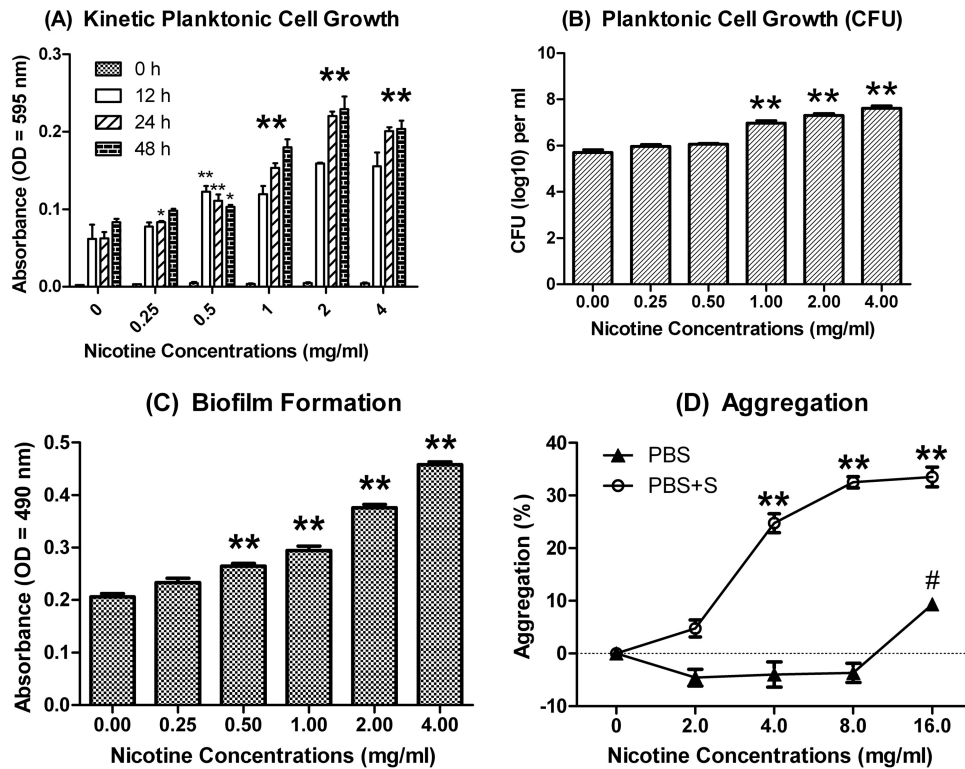 (A) Kinetic Planktonic Cell Growth
Absorbance (OD = 595 nm)
0.3
0.2
0.1
0.0
0 h
12 h
24 h
48 h
*
**
**
*
**
**
**
0
0.25
0.5
1
2
4
Nicotine Concentrations (mg/ml)
(B) Planktonic Cell Growth (CFU)
CFU (log10) per ml
10
8
6
4
2
0
**
**
**
0.00 0.25 0.50 1.00 2.00 4.00
Nicotine Concentrations (mg/ml)
(C) Biofilm Formation
Absorbance (OD = 490 nm)
0.5
0.4
0.3
0.2
0.1
0.0
**
**
**
**
0.00 0.25 0.50 1.00 2.00 4.00
Nicotine Concentrations (mg/ml)
(D) Aggregation
Aggregation (%)
40
30
20
10
0
-10
PBS
PBS+S
**
**
**
#
0 2.0 4.0 8.0 16.0
Nicotine Concentrations (mg/ml)